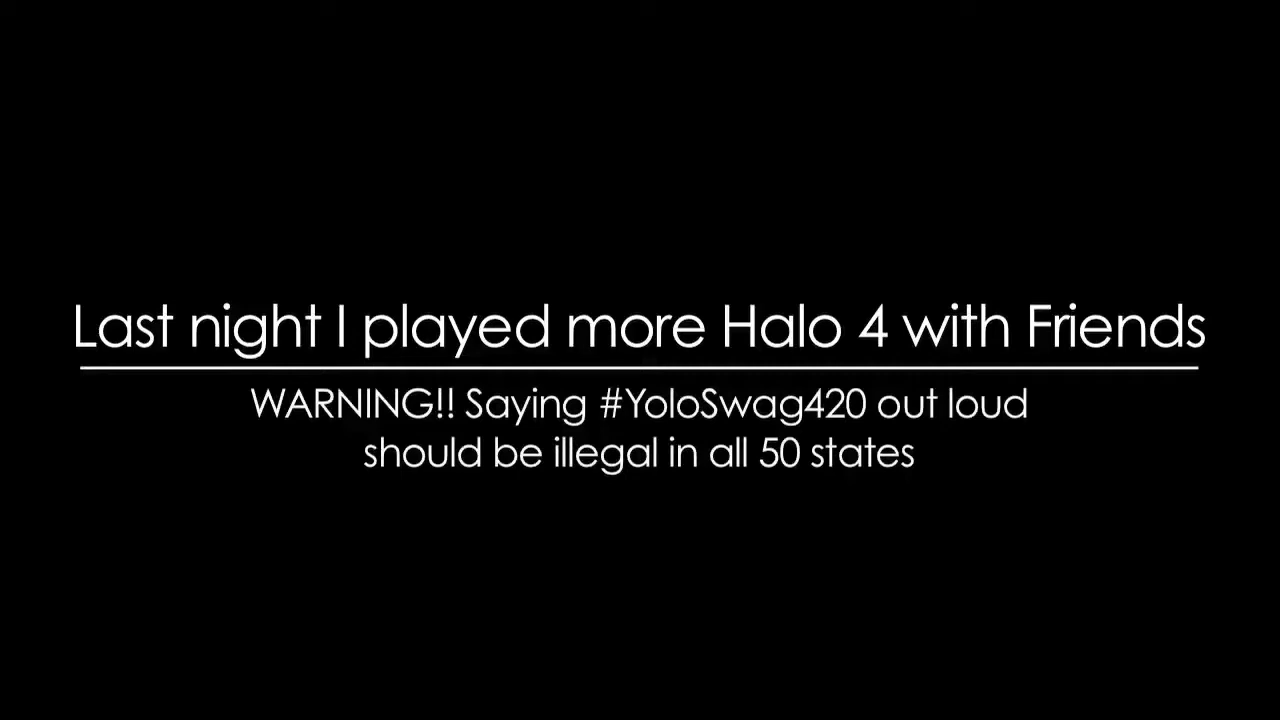 Last night I played more Halo 4 with Friends
WARNING!! Saying #YoloSwag420 out loud
should be illegal in all 50 states